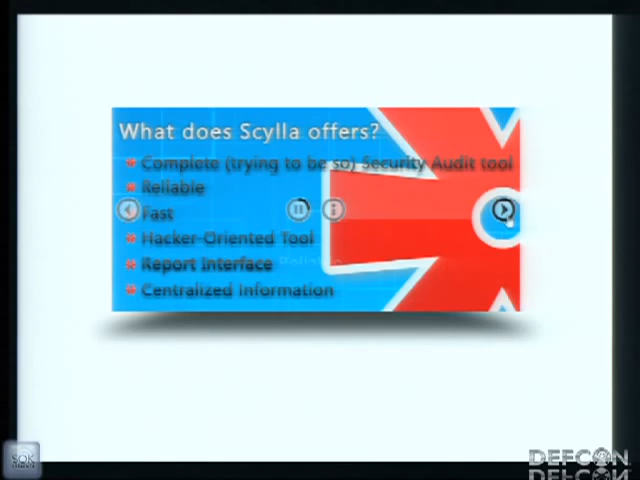 What does Scylla offers?
Complete (trying to be so) Security Audit tool
Reliable
Fast
Hacker-Oriented Tool
Report Interface
Centralized Information
SOK
DEFCON